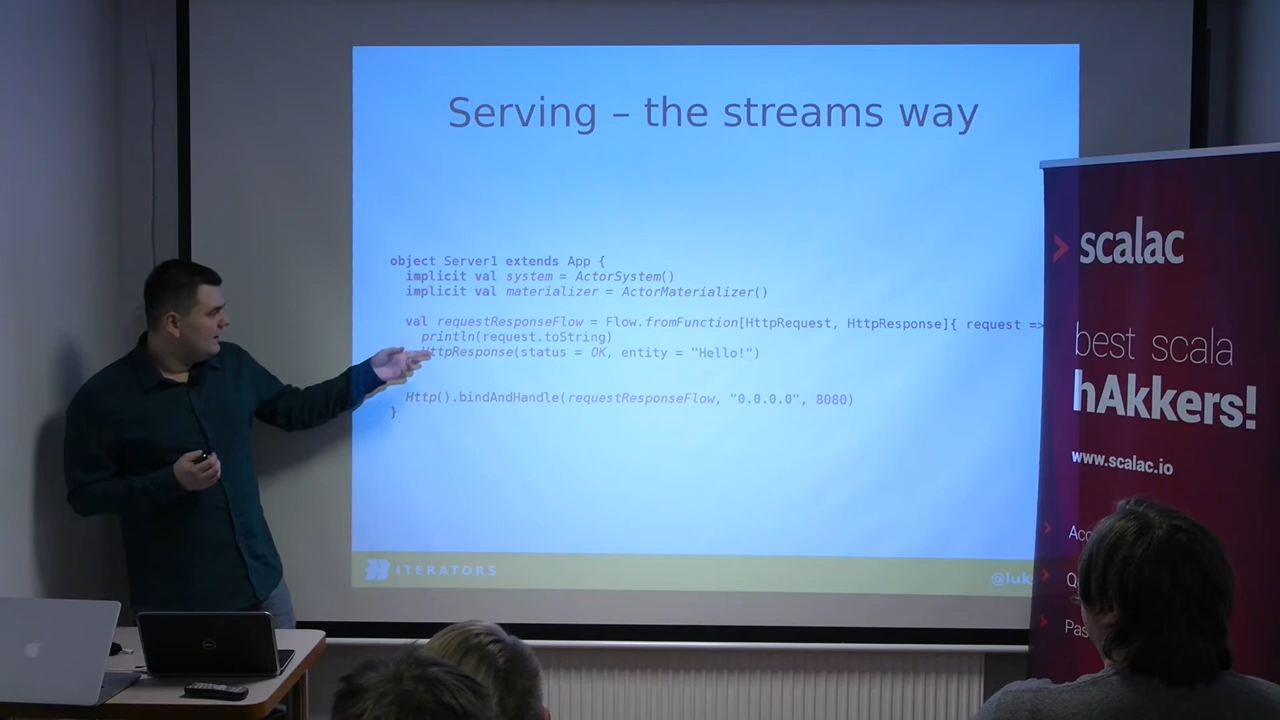 Serving – the streams way
object Server1 extends App {
implicit val system = ActorSystem()
implicit val materializer = ActorMaterializer()
val requestResponseFlow = Flow.fromFunction[HttpRequest, HttpResponse]{ request =>
println(request.toString)
HttpResponse(status = OK, entity = "Hello!")
Http().bindAndHandle(requestResponseFlow, "0.0.0.0", 8080)
}
ITERATORS
@luk
scalac
best scala
hAkkers!
www.scalac.io
DELL